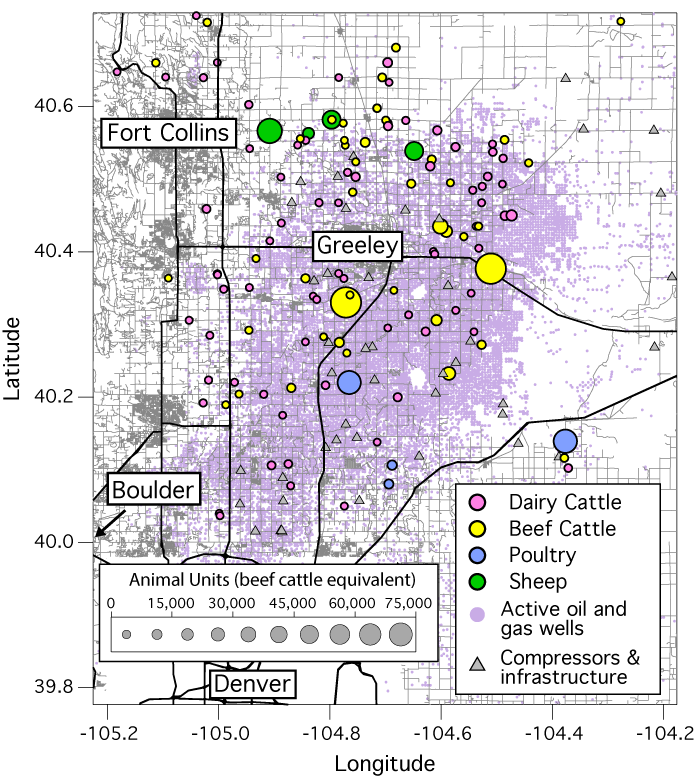 40.6
Fort Collins
40.4
Greeley
Latitude
40.2
Boulder
40.0
39.8
Dairy Cattle
Beef Cattle
Poultry
Sheep
Active oil and
gas wells
Compressors &
infrastructure
Animal Units (beef cattle equivalent)
0 15,000 30,000 45,000 60,000 75,000
Denver
-105.2 -105.0 -104.8 -104.6 -104.4 -104.2
Longitude